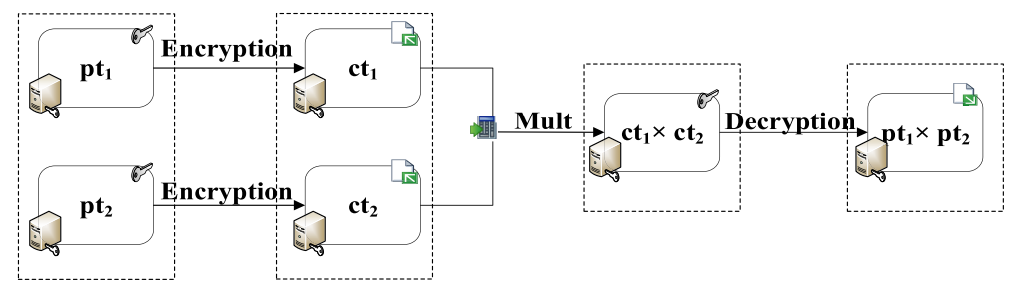 pt₁
Encryption
ct₁
Mult
ct₁× ct₂
Decryption
pt₁× pt₂
pt₂
Encryption
ct₂